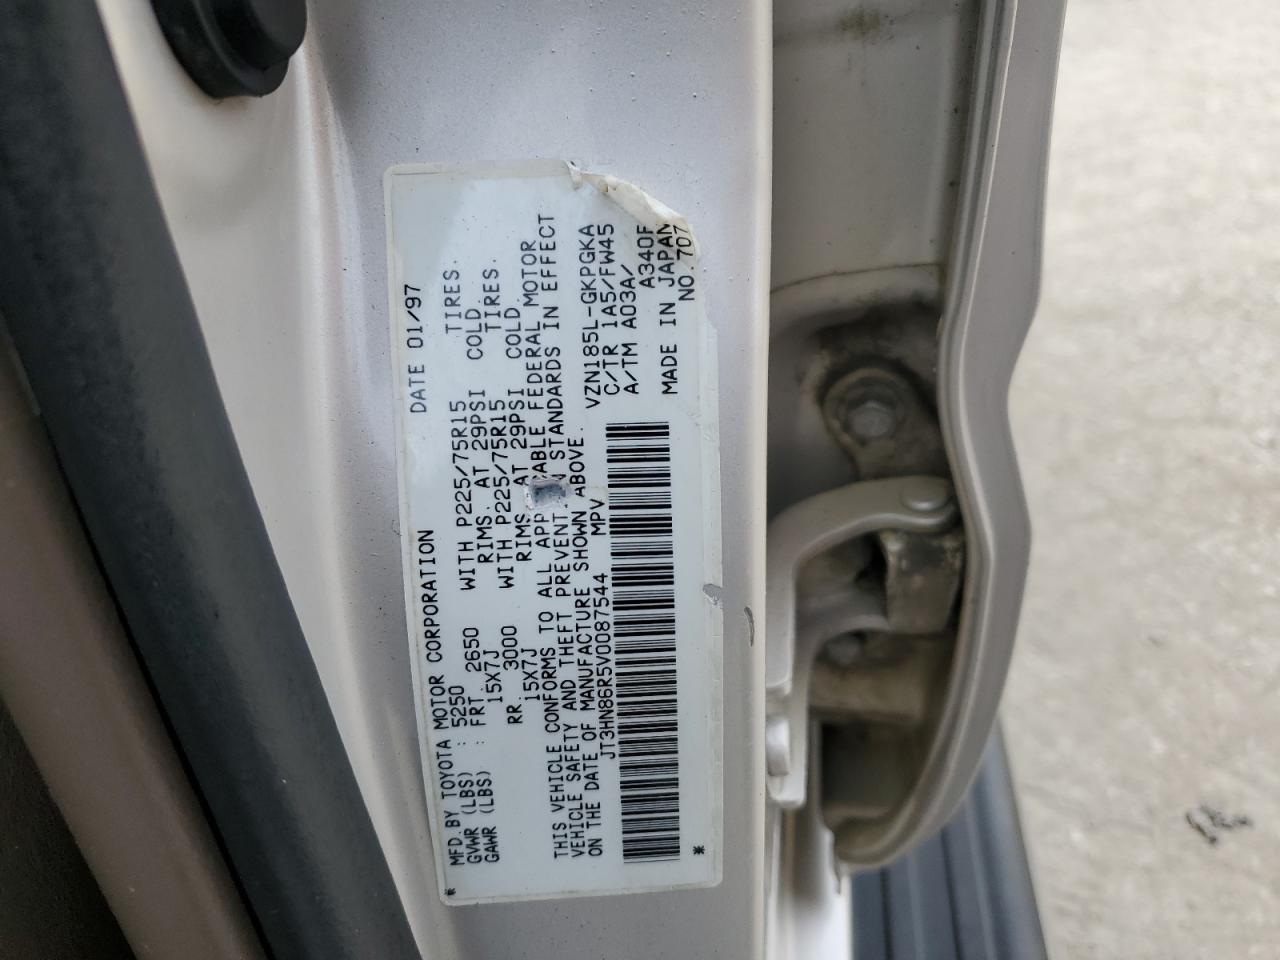 MFD. BY TOYOTA MOTOR CORPORATION DATE 01/97
GVWR (LBS) : 5250
GAWR (LBS) : FRT. 2650 WITH P225/75R15 TIRES.
15X7J RIMS. AT 29PSI COLD.
RR. 3000 WITH P225/75R15 TIRES.
15X7J RIMS AT 29PSI COLD.
THIS VEHICLE CONFORMS TO ALL APP CABLE FEDERAL MOTOR
VEHICLE SAFETY AND THEFT PREVENT N STANDARDS IN EFFECT
ON THE DATE OF MANUFACTURE SHOWN ABOVE.
JT3HN86R5V0087544 MPV
VZN185L-GKPGKA
C/TR 1A5/FW45
A/TM A03A/
A340F
MADE IN JAPAN
NO.707
* *